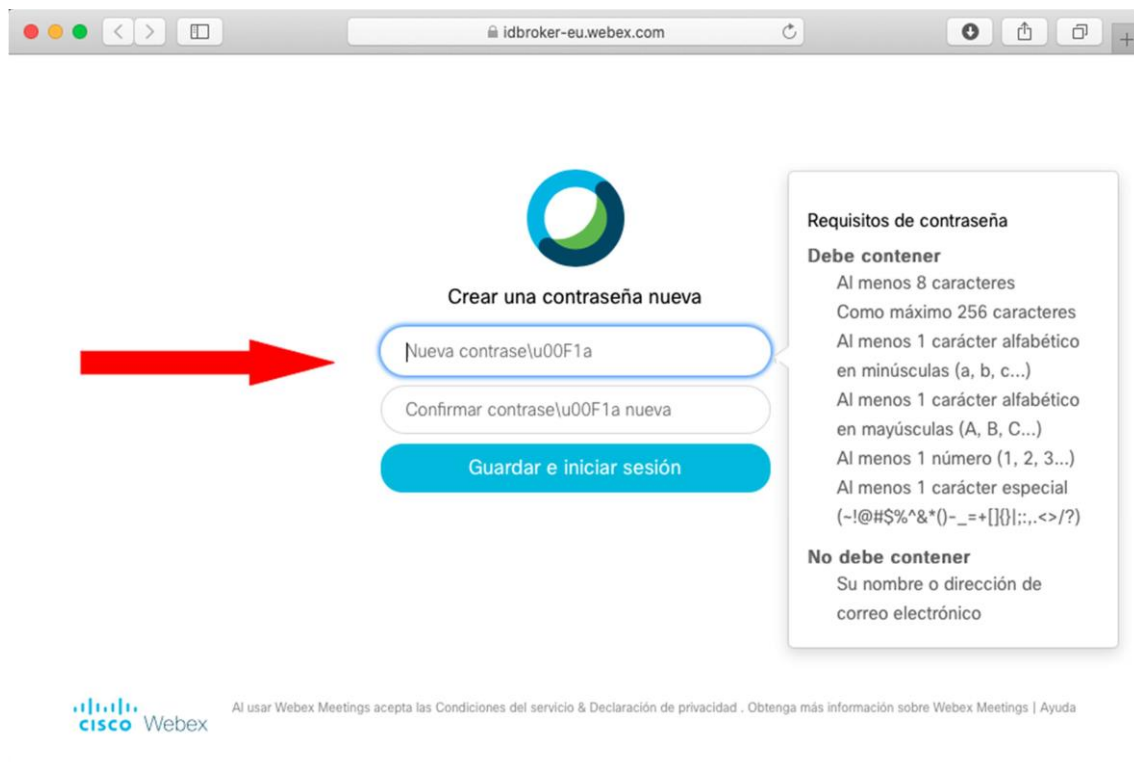 idbroker-eu.webex.com
Crear una contraseña nueva
Nueva contrase\u00F1a
Confirmar contrase\u00F1a nueva
Guardar e iniciar sesión
Requisitos de contraseña
Debe contener
Al menos 8 caracteres
Como máximo 256 caracteres
Al menos 1 carácter alfabético
en minúsculas (a, b, c...)
Al menos 1 carácter alfabético
en mayúsculas (A, B, C...)
Al menos 1 número (1, 2, 3...)
Al menos 1 carácter especial
(~!@#$%^&*()-_=+[]{}|;:,.<>/?)
No debe contener
Su nombre o dirección de
correo electrónico
CISCO Webex
Al usar Webex Meetings acepta las Condiciones del servicio & Declaración de privacidad . Obtenga más información sobre Webex Meetings | Ayuda